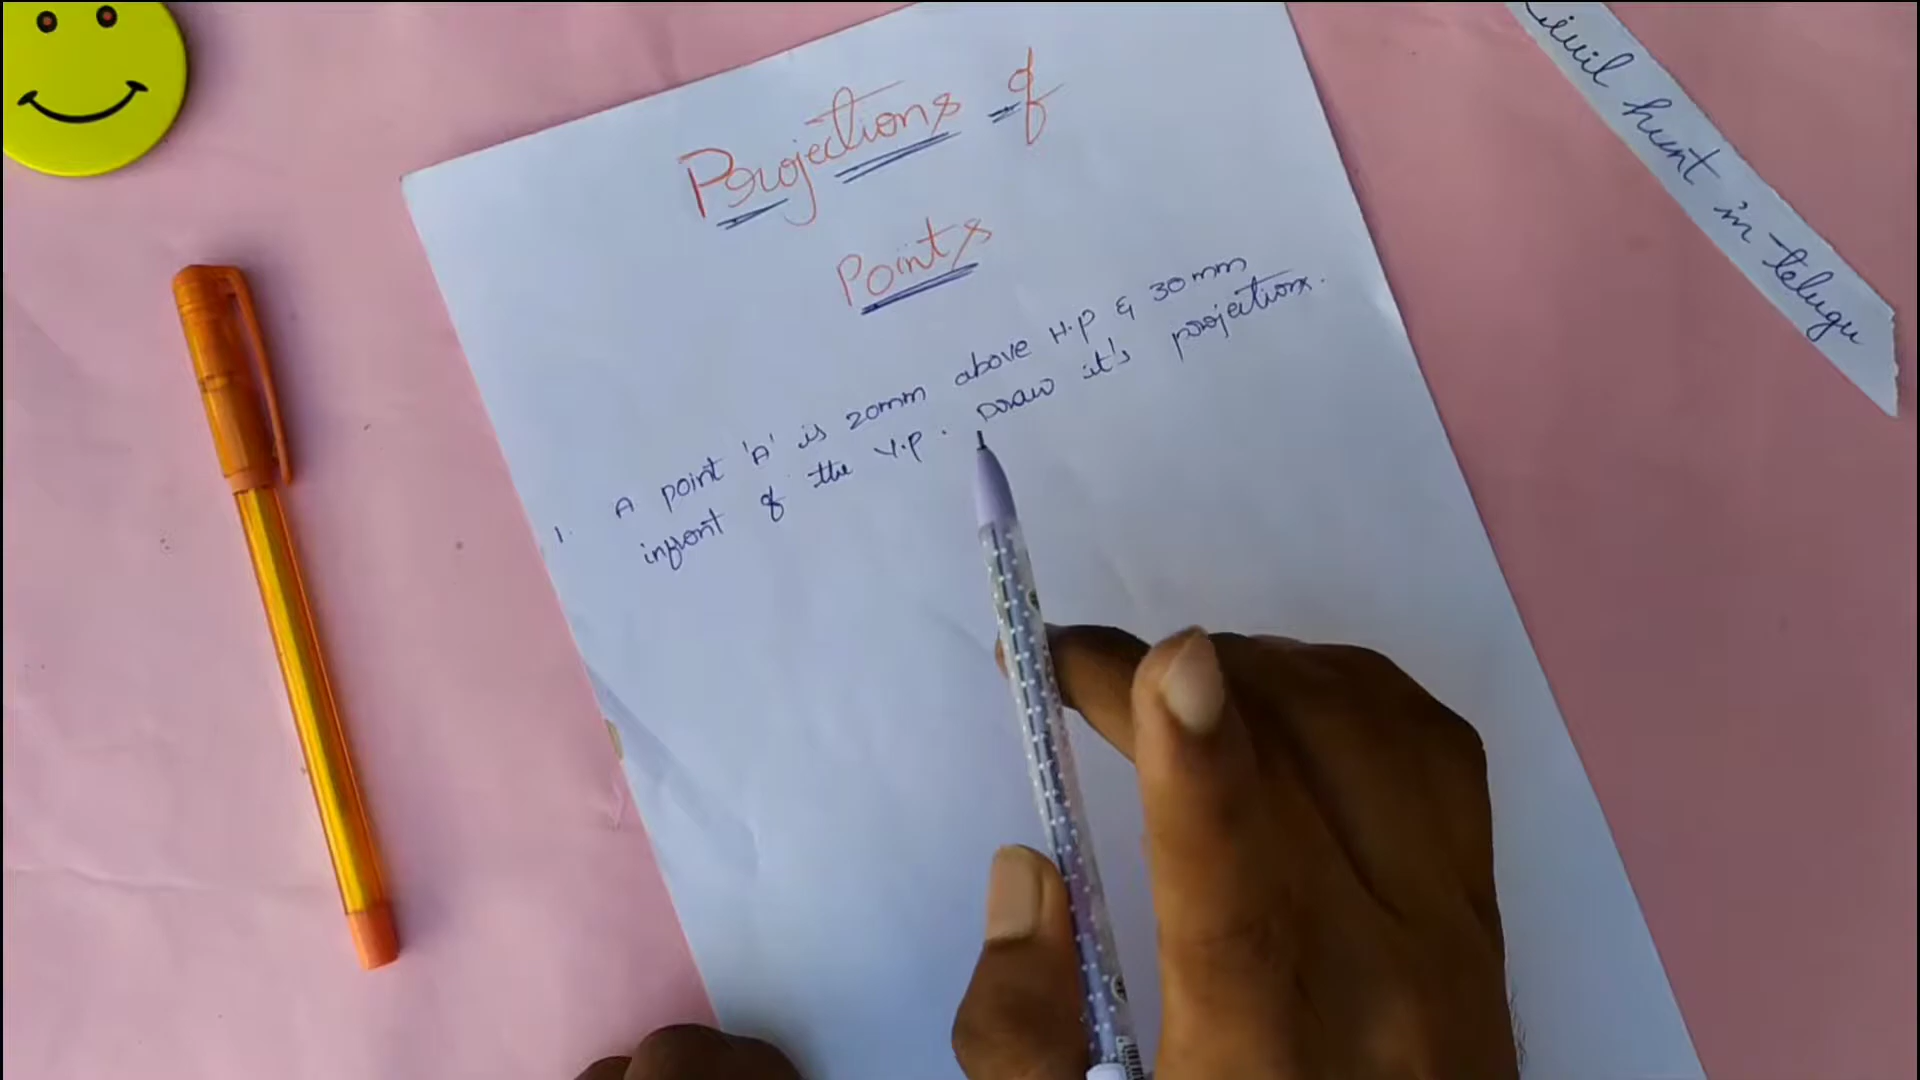 Projections of
Points
1. A point 'A' is 20mm above H.P & 30mm
infront of the V.P. Draw it's projections.
Civil hunt in telugu